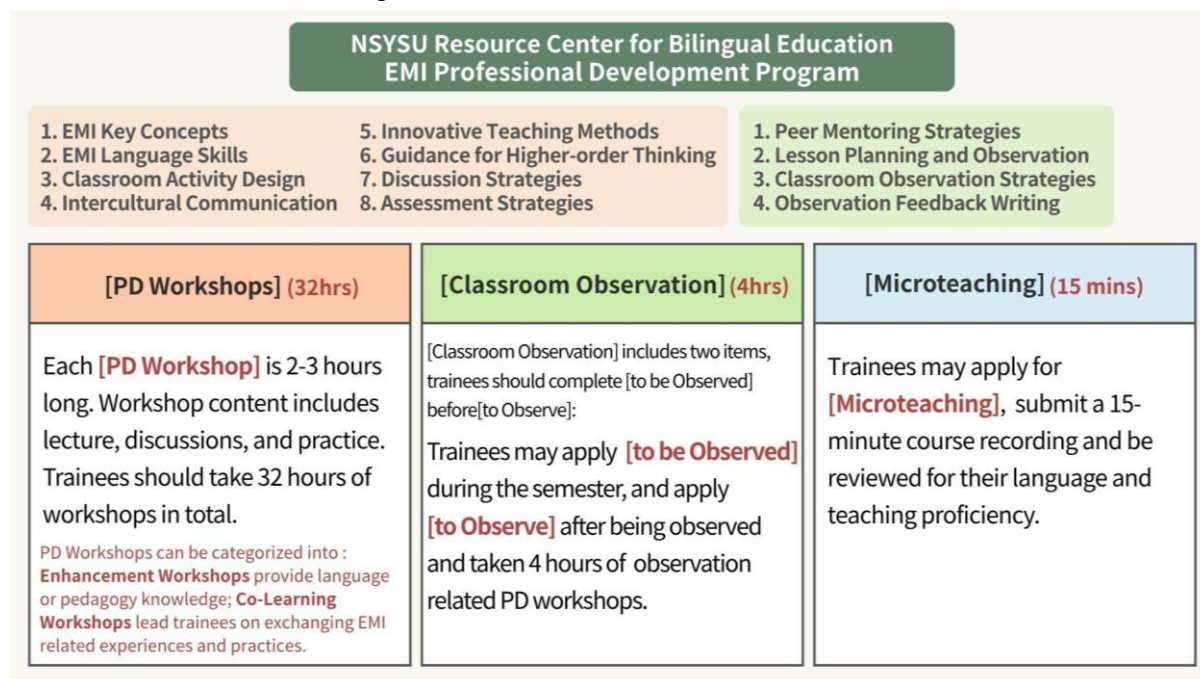 NSYSU Resource Center for Bilingual Education
EMI Professional Development Program
1. EMI Key Concepts
2. EMI Language Skills
3. Classroom Activity Design
4. Intercultural Communication
5. Innovative Teaching Methods
6. Guidance for Higher-order Thinking
7. Discussion Strategies
8. Assessment Strategies
1. Peer Mentoring Strategies
2. Lesson Planning and Observation
3. Classroom Observation Strategies
4. Observation Feedback Writing
[PD Workshops] (32hrs)
Each [PD Workshop] is 2-3 hours
long. Workshop content includes
lecture, discussions, and practice.
Trainees should take 32 hours of
workshops in total.
PD Workshops can be categorized into :
Enhancement Workshops provide language
or pedagogy knowledge; Co-Learning
Workshops lead trainees on exchanging EMI
related experiences and practices.
[Classroom Observation] (4hrs)
[Classroom Observation] includes two items,
trainees should complete [to be Observed]
before[to Observe]:
Trainees may apply [to be Observed]
during the semester, and apply
[to Observe] after being observed
and taken 4 hours of observation
related PD workshops.
[Microteaching] (15 mins)
Trainees may apply for
[Microteaching], submit a 15-
minute course recording and be
reviewed for their language and
teaching proficiency.